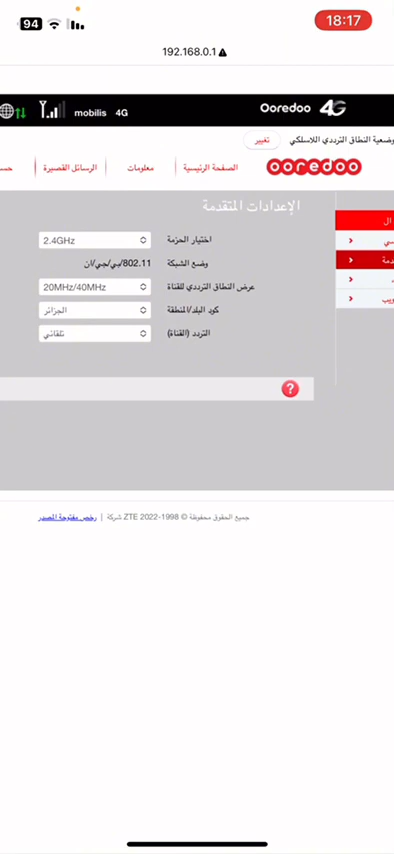 94 18:17
192.168.0.1
mobilis 4G Ooredoo 4G
وضعية النطاق الترددي اللاسلكي تغيير
ooredoo الصفحة الرئيسية معلومات الرسائل القصيرة
الإعدادات المتقدمة
اختيار الحزمة 2.4GHz
وضع الشبكة 802.11/بي/جي/ان
عرض النطاق الترددي للقناة 20MHz/40MHz
كود البلد/المنطقة الجزائر
التردد (القناة) تلقائي
?
جميع الحقوق محفوظة © 1998-2022 ZTE شركة | رخص مفتوحة المصدر